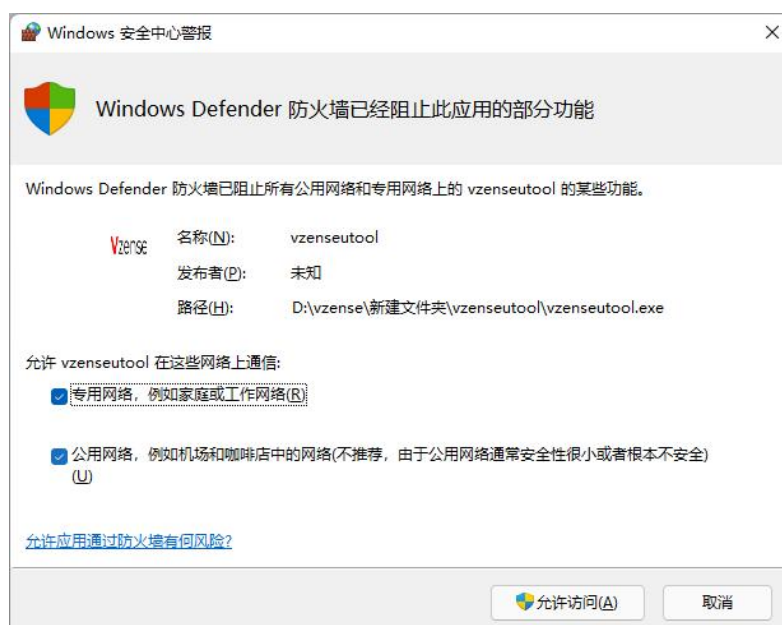 Windows 安全中心警报
Windows Defender 防火墙已经阻止此应用的部分功能
Windows Defender 防火墙已阻止所有公用网络和专用网络上的 vzenseutool 的某些功能。
Vzense
名称(N): vzenseutool
发布者(P): 未知
路径(H): D:\vzense\新建文件夹\vzenseutool\vzenseutool.exe
允许 vzenseutool 在这些网络上通信:
专用网络，例如家庭或工作网络(R)
公用网络，例如机场和咖啡店中的网络(不推荐，由于公用网络通常安全性很小或者根本不安全)
(U)
允许应用通过防火墙有何风险?
允许访问(A) 取消